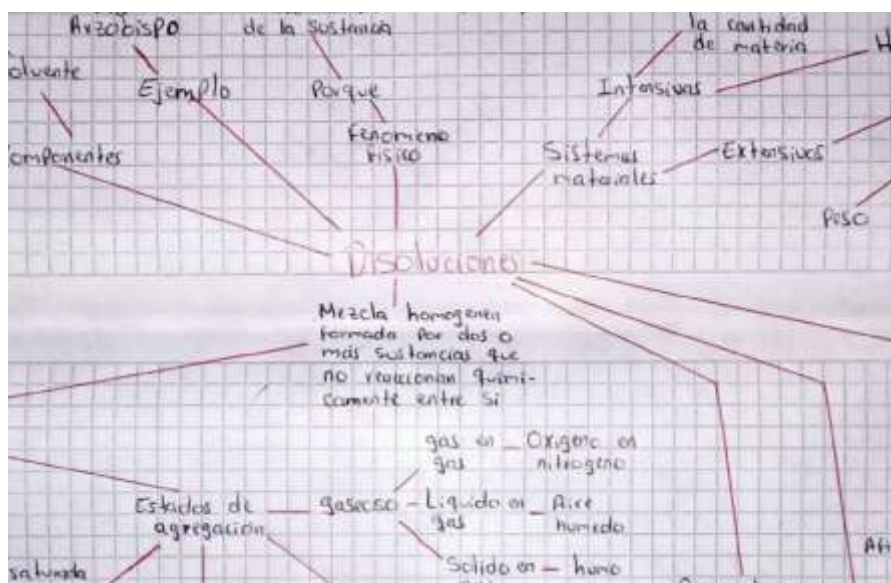 Arzobispo
de la sustancia
la cantidad
de materia
olvente
Ejemplo
Porque
Intensivas
H
Fenomeno
Fisico
omponentes
Sistemas
materiales
Extensivas
Peso
Disoluciones
Mezcla homogenea
formada por dos o
más sustancias que
no reaccionan quimi-
camente entre si
gas en
gas
Oxigeno en
nitrogeno
Estados de
agregación
gaseoso
Liquido en
gas
Aire
humedo
Solido en
humo
saturada